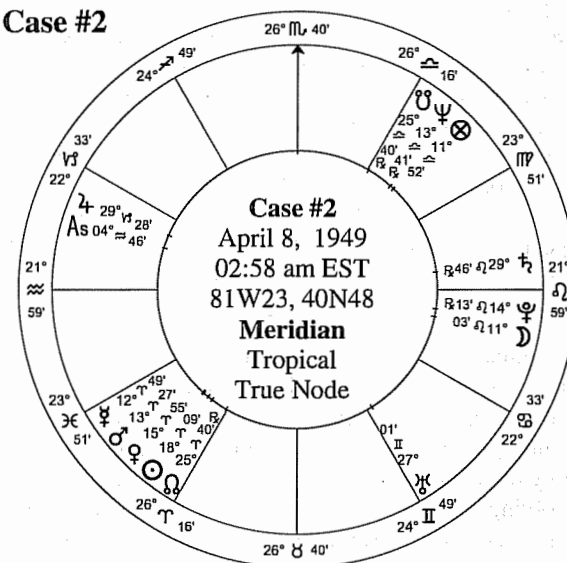 Case #2
26° ♏ 40'
26° ♎ 16'
23° ♍ 51'
21° ♌ 59'
22° ♋ 33'
24° ♊ 49'
26° ♉ 40'
26° ♈ 16'
23° ♓ 51'
21° ♒ 59'
22° ♑ 33'
24° ♐ 49'
☋ 25° ♎ 40' ℞
♆ 13° ♎ 41' ℞
⊗ 11° ♎ 52'
♄ 29° ♌ 46' ℞
♇ 14° ♌ 13' ℞
☽ 11° ♌ 03'
♅ 27° ♊ 01'
☊ 25° ♈ 40' ℞
☉ 18° ♈ 09'
♀ 15° ♈ 55'
♂ 13° ♈ 27'
☿ 12° ♈ 49'
♃ 29° ♑ 28'
As 04° ♒ 46'
Case #2
April 8, 1949
02:58 am EST
81W23, 40N48
Meridian
Tropical
True Node